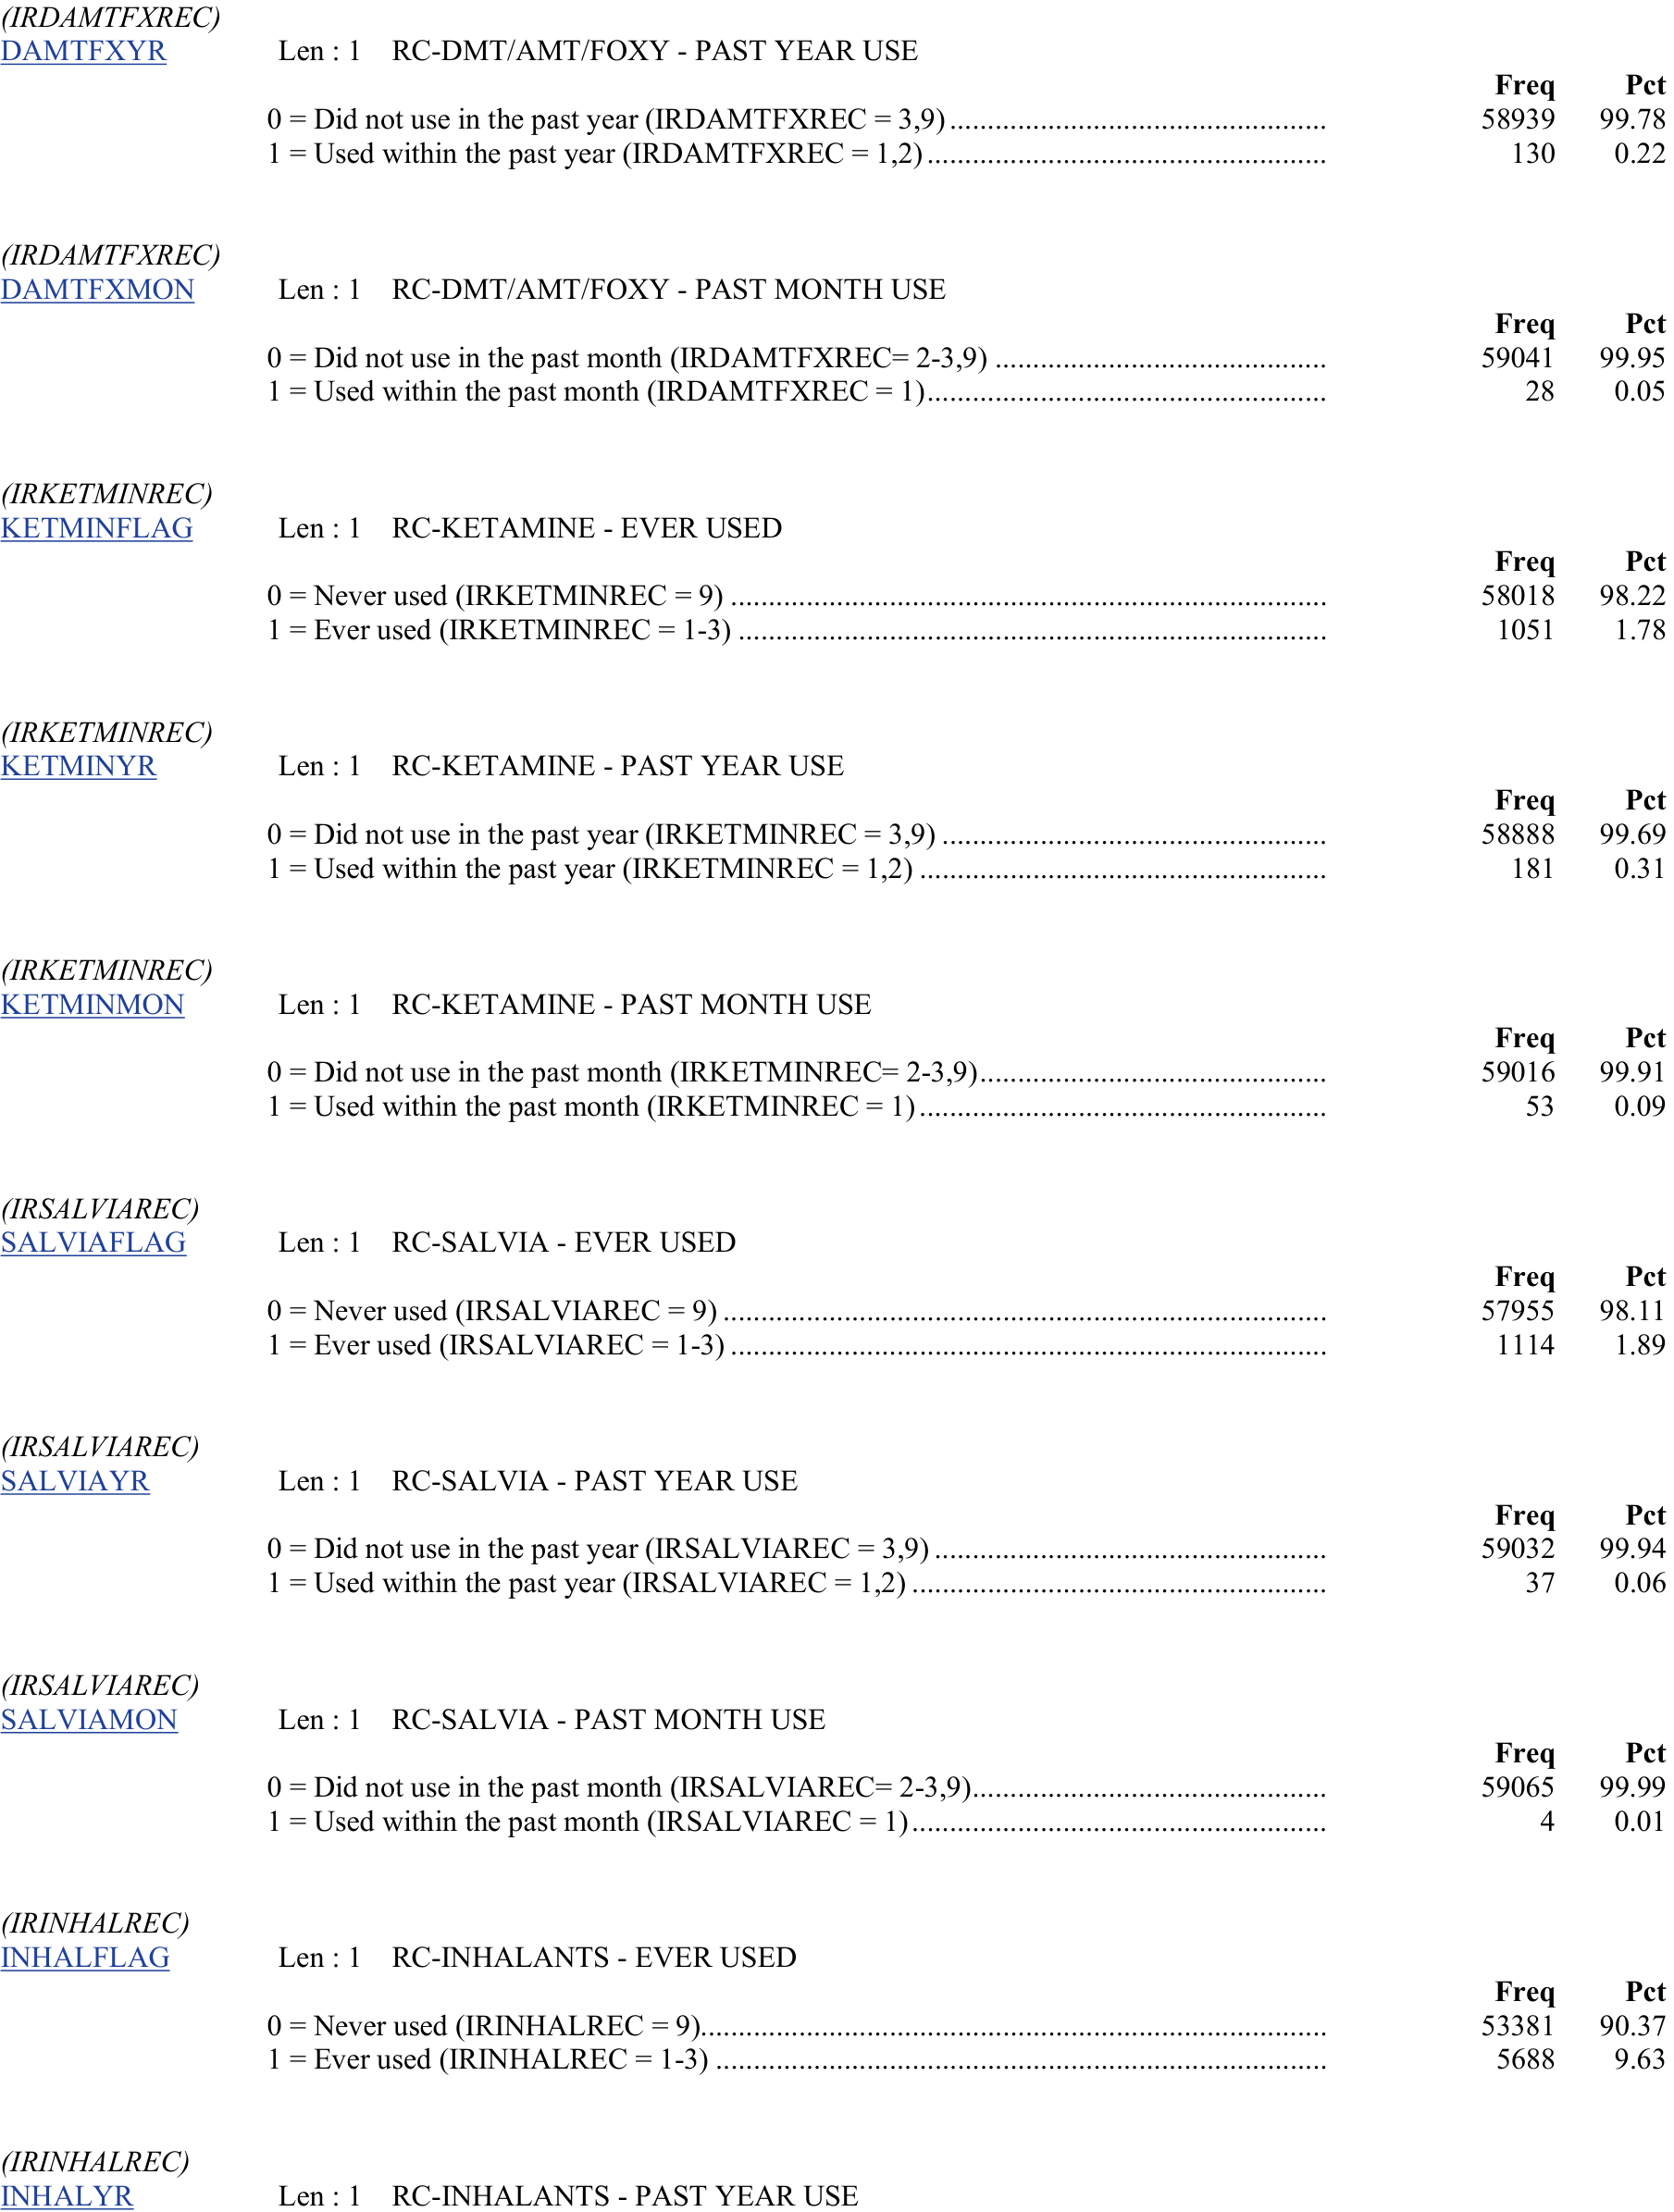 (IRDAMTFXREC)
DAMTFXYR Len : 1 RC-DMT/AMT/FOXY - PAST YEAR USE
Freq Pct
0 = Did not use in the past year (IRDAMTFXREC = 3,9) ................................................. 58939 99.78
1 = Used within the past year (IRDAMTFXREC = 1,2) .................................................... 130 0.22
(IRDAMTFXREC)
DAMTFXMON Len : 1 RC-DMT/AMT/FOXY - PAST MONTH USE
Freq Pct
0 = Did not use in the past month (IRDAMTFXREC= 2-3,9) ........................................... 59041 99.95
1 = Used within the past month (IRDAMTFXREC = 1).................................................... 28 0.05
(IRKETMINREC)
KETMINFLAG Len : 1 RC-KETAMINE - EVER USED
Freq Pct
0 = Never used (IRKETMINREC = 9) .............................................................................. 58018 98.22
1 = Ever used (IRKETMINREC = 1-3) ............................................................................. 1051 1.78
(IRKETMINREC)
KETMINYR Len : 1 RC-KETAMINE - PAST YEAR USE
Freq Pct
0 = Did not use in the past year (IRKETMINREC = 3,9) .................................................. 58888 99.69
1 = Used within the past year (IRKETMINREC = 1,2) ..................................................... 181 0.31
(IRKETMINREC)
KETMINMON Len : 1 RC-KETAMINE - PAST MONTH USE
Freq Pct
0 = Did not use in the past month (IRKETMINREC= 2-3,9).............................................. 59016 99.91
1 = Used within the past month (IRKETMINREC = 1) ..................................................... 53 0.09
(IRSALVIAREC)
SALVIAFLAG Len : 1 RC-SALVIA - EVER USED
Freq Pct
0 = Never used (IRSALVIAREC = 9) ............................................................................... 57955 98.11
1 = Ever used (IRSALVIAREC = 1-3) .............................................................................. 1114 1.89
(IRSALVIAREC)
SALVIAYR Len : 1 RC-SALVIA - PAST YEAR USE
Freq Pct
0 = Did not use in the past year (IRSALVIAREC = 3,9) ................................................... 59032 99.94
1 = Used within the past year (IRSALVIAREC = 1,2) ...................................................... 37 0.06
(IRSALVIAREC)
SALVIAMON Len : 1 RC-SALVIA - PAST MONTH USE
Freq Pct
0 = Did not use in the past month (IRSALVIAREC= 2-3,9)............................................... 59065 99.99
1 = Used within the past month (IRSALVIAREC = 1)....................................................... 4 0.01
(IRINHALREC)
INHALFLAG Len : 1 RC-INHALANTS - EVER USED
Freq Pct
0 = Never used (IRINHALREC = 9).................................................................................. 53381 90.37
1 = Ever used (IRINHALREC = 1-3) ................................................................................ 5688 9.63
(IRINHALREC)
INHALYR Len : 1 RC-INHALANTS - PAST YEAR USE